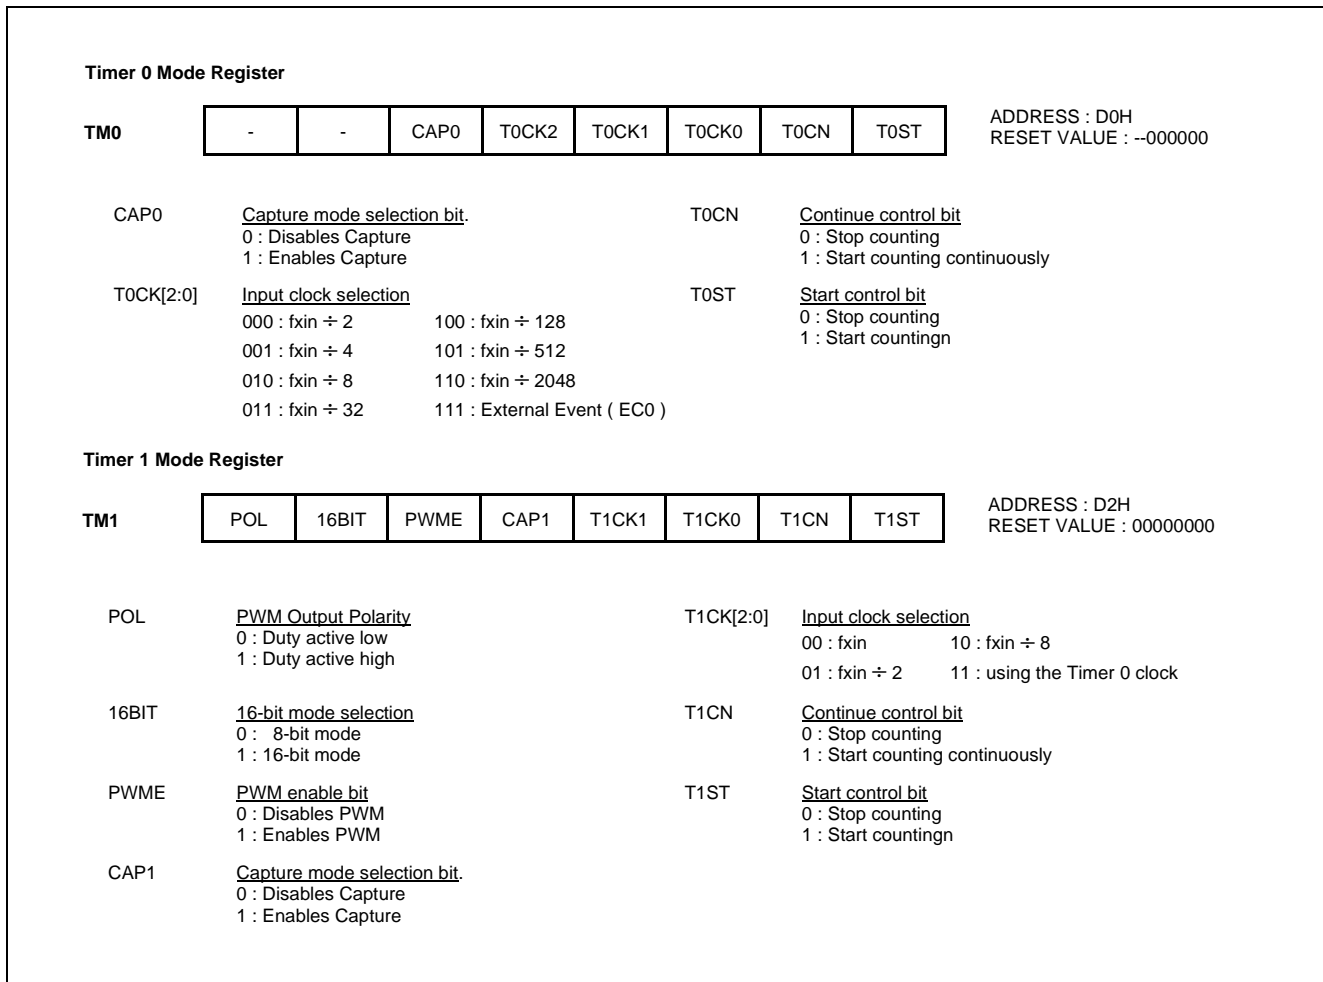 Timer 0 Mode Register
TM0 - - CAP0 T0CK2 T0CK1 T0CK0 T0CN T0ST
ADDRESS : D0H
RESET VALUE : --000000
CAP0 Capture mode selection bit.
0 : Disables Capture
1 : Enables Capture
T0CN Continue control bit
0 : Stop counting
1 : Start counting continuously
T0CK[2:0] Input clock selection
000 : fxin ÷ 2 100 : fxin ÷ 128
001 : fxin ÷ 4 101 : fxin ÷ 512
010 : fxin ÷ 8 110 : fxin ÷ 2048
011 : fxin ÷ 32 111 : External Event ( EC0 )
T0ST Start control bit
0 : Stop counting
1 : Start countingn
Timer 1 Mode Register
TM1 POL 16BIT PWME CAP1 T1CK1 T1CK0 T1CN T1ST
ADDRESS : D2H
RESET VALUE : 00000000
POL PWM Output Polarity
0 : Duty active low
1 : Duty active high
T1CK[2:0] Input clock selection
00 : fxin 10 : fxin ÷ 8
01 : fxin ÷ 2 11 : using the Timer 0 clock
16BIT 16-bit mode selection
0 : 8-bit mode
1 : 16-bit mode
T1CN Continue control bit
0 : Stop counting
1 : Start counting continuously
PWME PWM enable bit
0 : Disables PWM
1 : Enables PWM
T1ST Start control bit
0 : Stop counting
1 : Start countingn
CAP1 Capture mode selection bit.
0 : Disables Capture
1 : Enables Capture